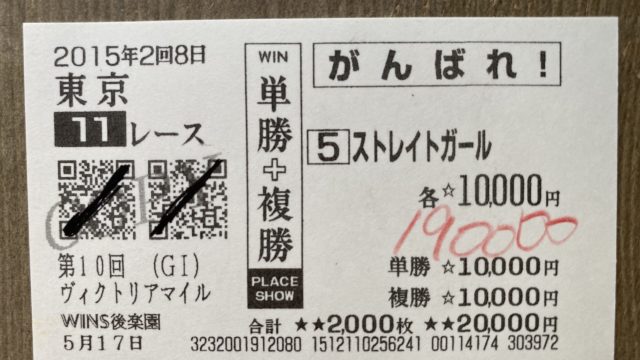 2015年2回8日
東京
11レース
第10回 (GI)
ヴィクトリアマイル
WINS後楽園
5月17日
WIN
単勝+複勝
PLACE
SHOW
がんばれ!
5 ストレイトガール
各 ☆10,000円
190000
単勝 ☆10,000円
複勝 ☆10,000円
合計 ★★2,000枚 ★★20,000円
3232001912080 1512110256241 00114174 303972